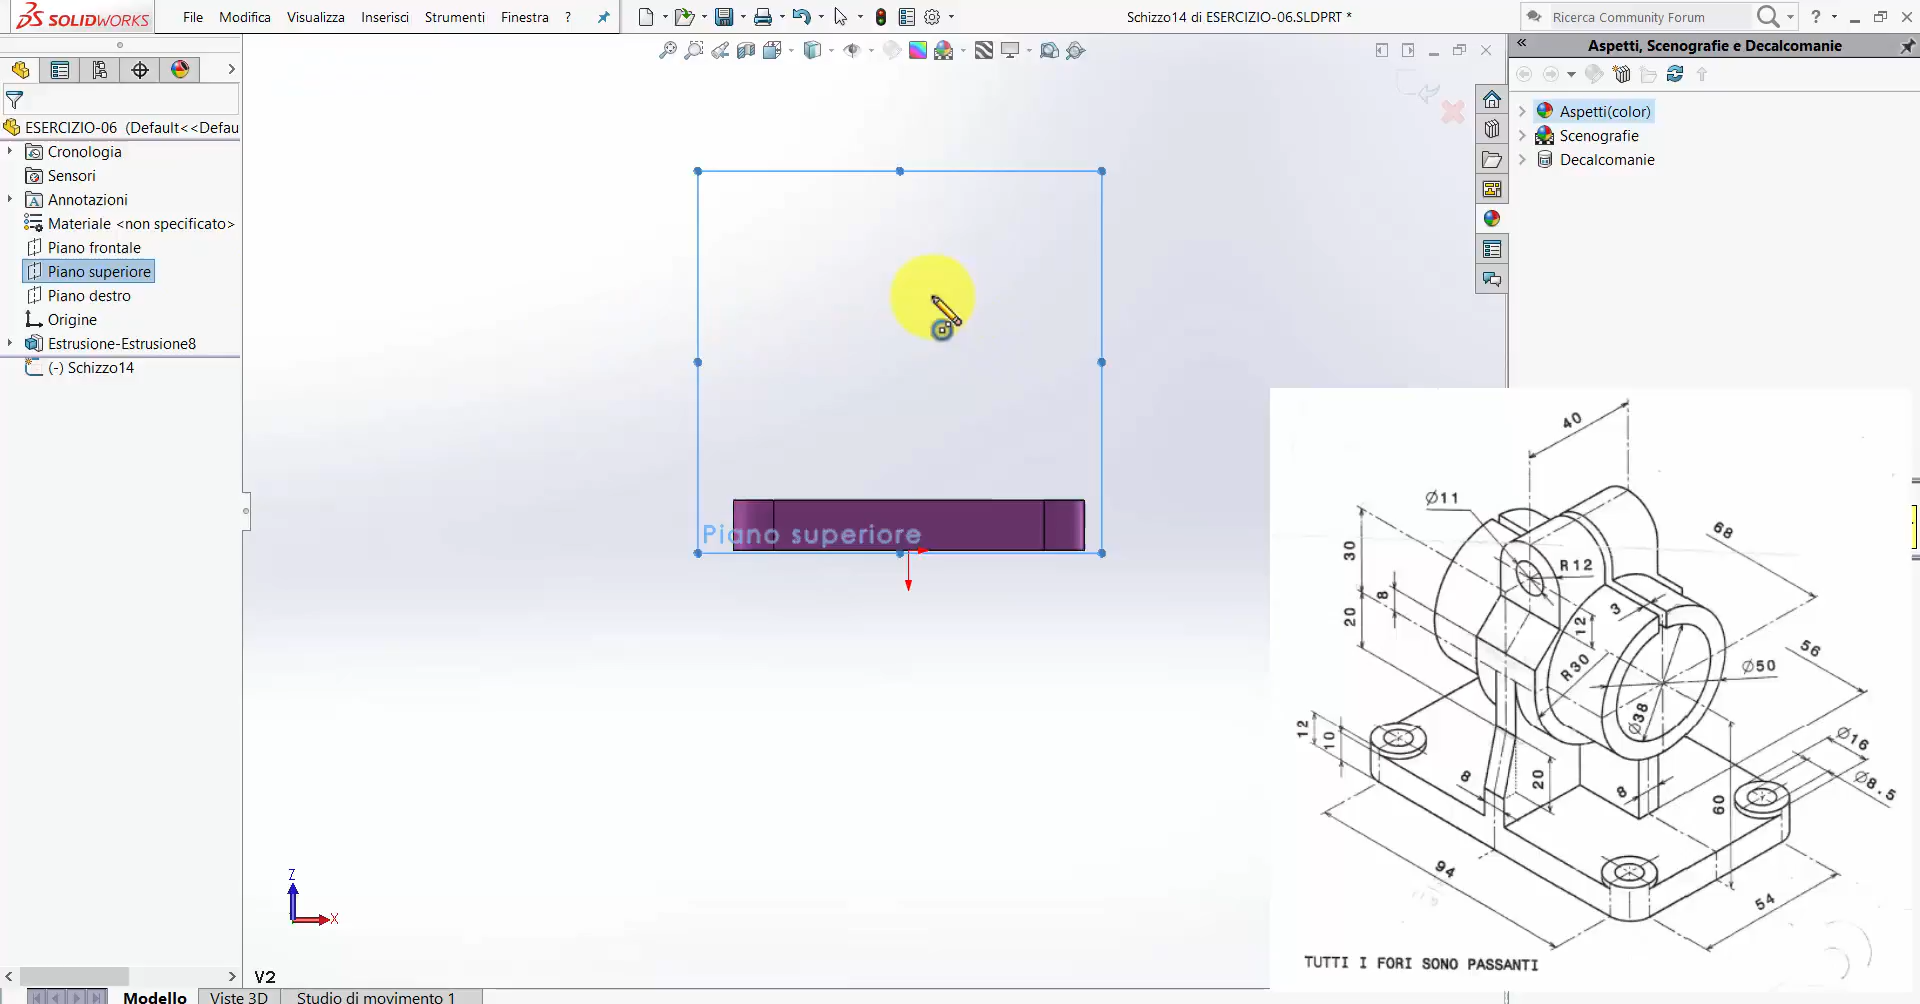 SOLIDWORKS
File
Modifica
Visualizza
Inserisci
Strumenti
Finestra
?
Schizzo14 di ESERCIZIO-06.SLDPRT *
Ricerca Community Forum
?
Aspetti, Scenografie e Decalcomanie
Aspetti(color)
Scenografie
Decalcomanie
ESERCIZIO-06 (Default<<Defau
Cronologia
Sensori
Annotazioni
Materiale <non specificato>
Piano frontale
Piano superiore
Piano destro
Origine
Estrusione-Estrusione8
(-) Schizzo14
Piano superiore
Z
X
V2
40
Ø11
68
30
R12
8
3
20
12
56
R30
Ø50
Ø38
12
10
Ø16
8
20
8
60
Ø8.5
94
54
TUTTI I FORI SONO PASSANTI
Modello
Viste 3D
Studio di movimento 1